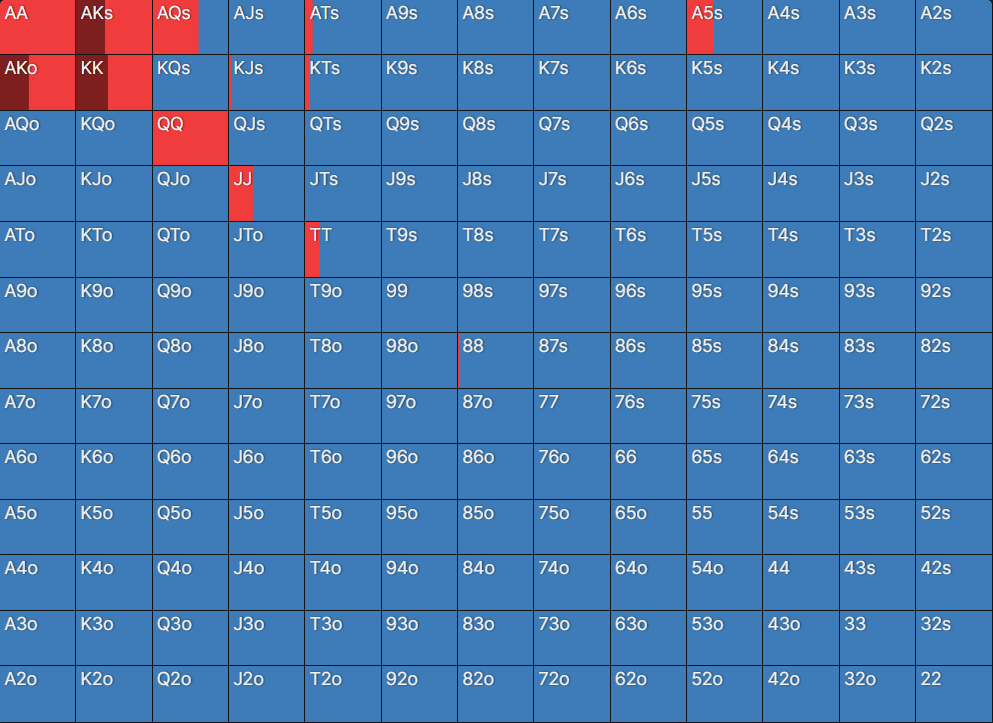 AA AKs AQs AJs ATs A9s A8s A7s A6s A5s A4s A3s A2s
AKo KK KQs KJs KTs K9s K8s K7s K6s K5s K4s K3s K2s
AQo KQo QQ QJs QTs Q9s Q8s Q7s Q6s Q5s Q4s Q3s Q2s
AJo KJo QJo JJ JTs J9s J8s J7s J6s J5s J4s J3s J2s
ATo KTo QTo JTo TT T9s T8s T7s T6s T5s T4s T3s T2s
A9o K9o Q9o J9o T9o 99 98s 97s 96s 95s 94s 93s 92s
A8o K8o Q8o J8o T8o 98o 88 87s 86s 85s 84s 83s 82s
A7o K7o Q7o J7o T7o 97o 87o 77 76s 75s 74s 73s 72s
A6o K6o Q6o J6o T6o 96o 86o 76o 66 65s 64s 63s 62s
A5o K5o Q5o J5o T5o 95o 85o 75o 65o 55 54s 53s 52s
A4o K4o Q4o J4o T4o 94o 84o 74o 64o 54o 44 43s 42s
A3o K3o Q3o J3o T3o 93o 83o 73o 63o 53o 43o 33 32s
A2o K2o Q2o J2o T2o 92o 82o 72o 62o 52o 42o 32o 22